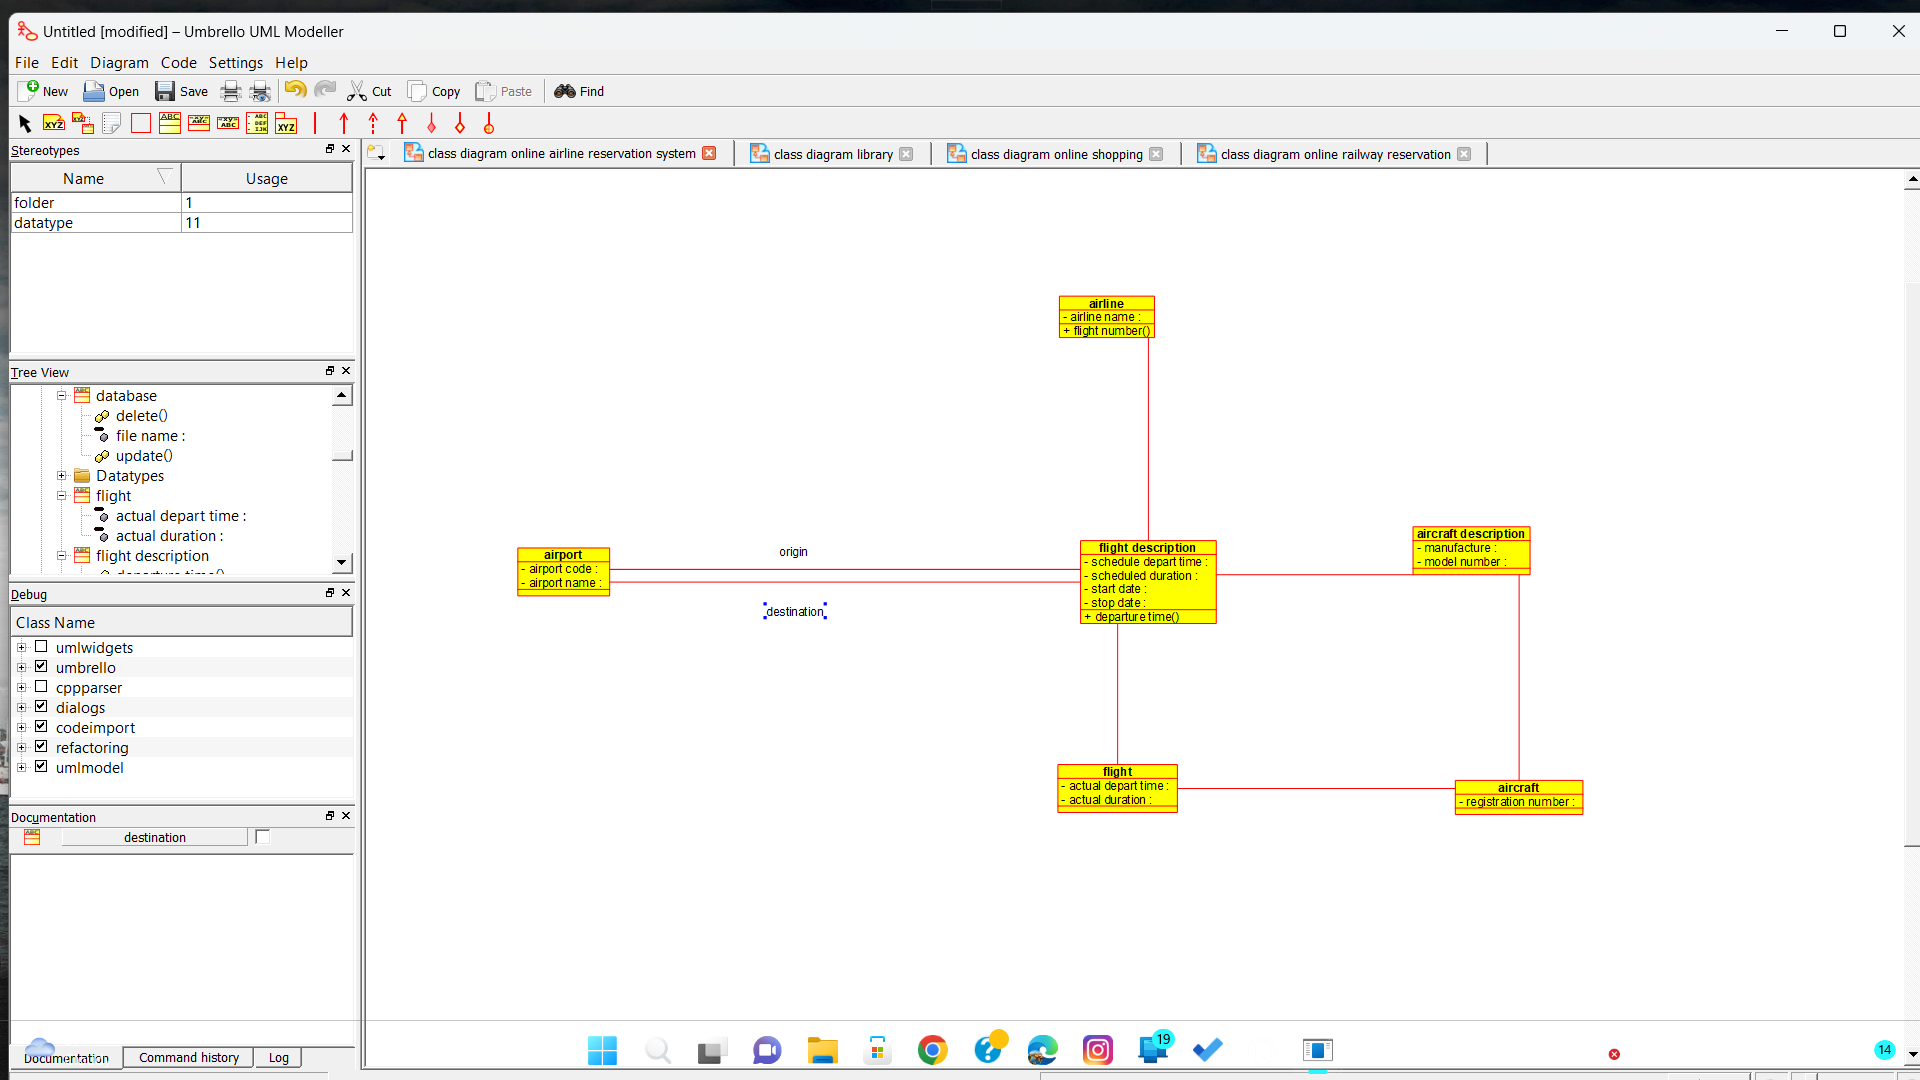 Untitled [modified] – Umbrello UML Modeller
File Edit Diagram Code Settings Help
New Open Save Cut Copy Paste Find
Stereotypes
Name Usage
folder 1
datatype 11
Tree View
database
delete()
file name :
update()
Datatypes
flight
actual depart time :
actual duration :
flight description
departure time()
Debug
Class Name
umlwidgets
umbrello
cppparser
dialogs
codeimport
refactoring
umlmodel
Documentation
destination
Documentation Command history Log
class diagram online airline reservation system class diagram library class diagram online shopping class diagram online railway reservation
airline
- airline name :
+ flight number()
airport
- airport code :
- airport name :
origin
destination
flight description
- schedule depart time :
- scheduled duration :
- start date :
- stop date :
+ departure time()
aircraft description
- manufacture :
- model number :
flight
- actual depart time :
- actual duration :
aircraft
- registration number :
19
14